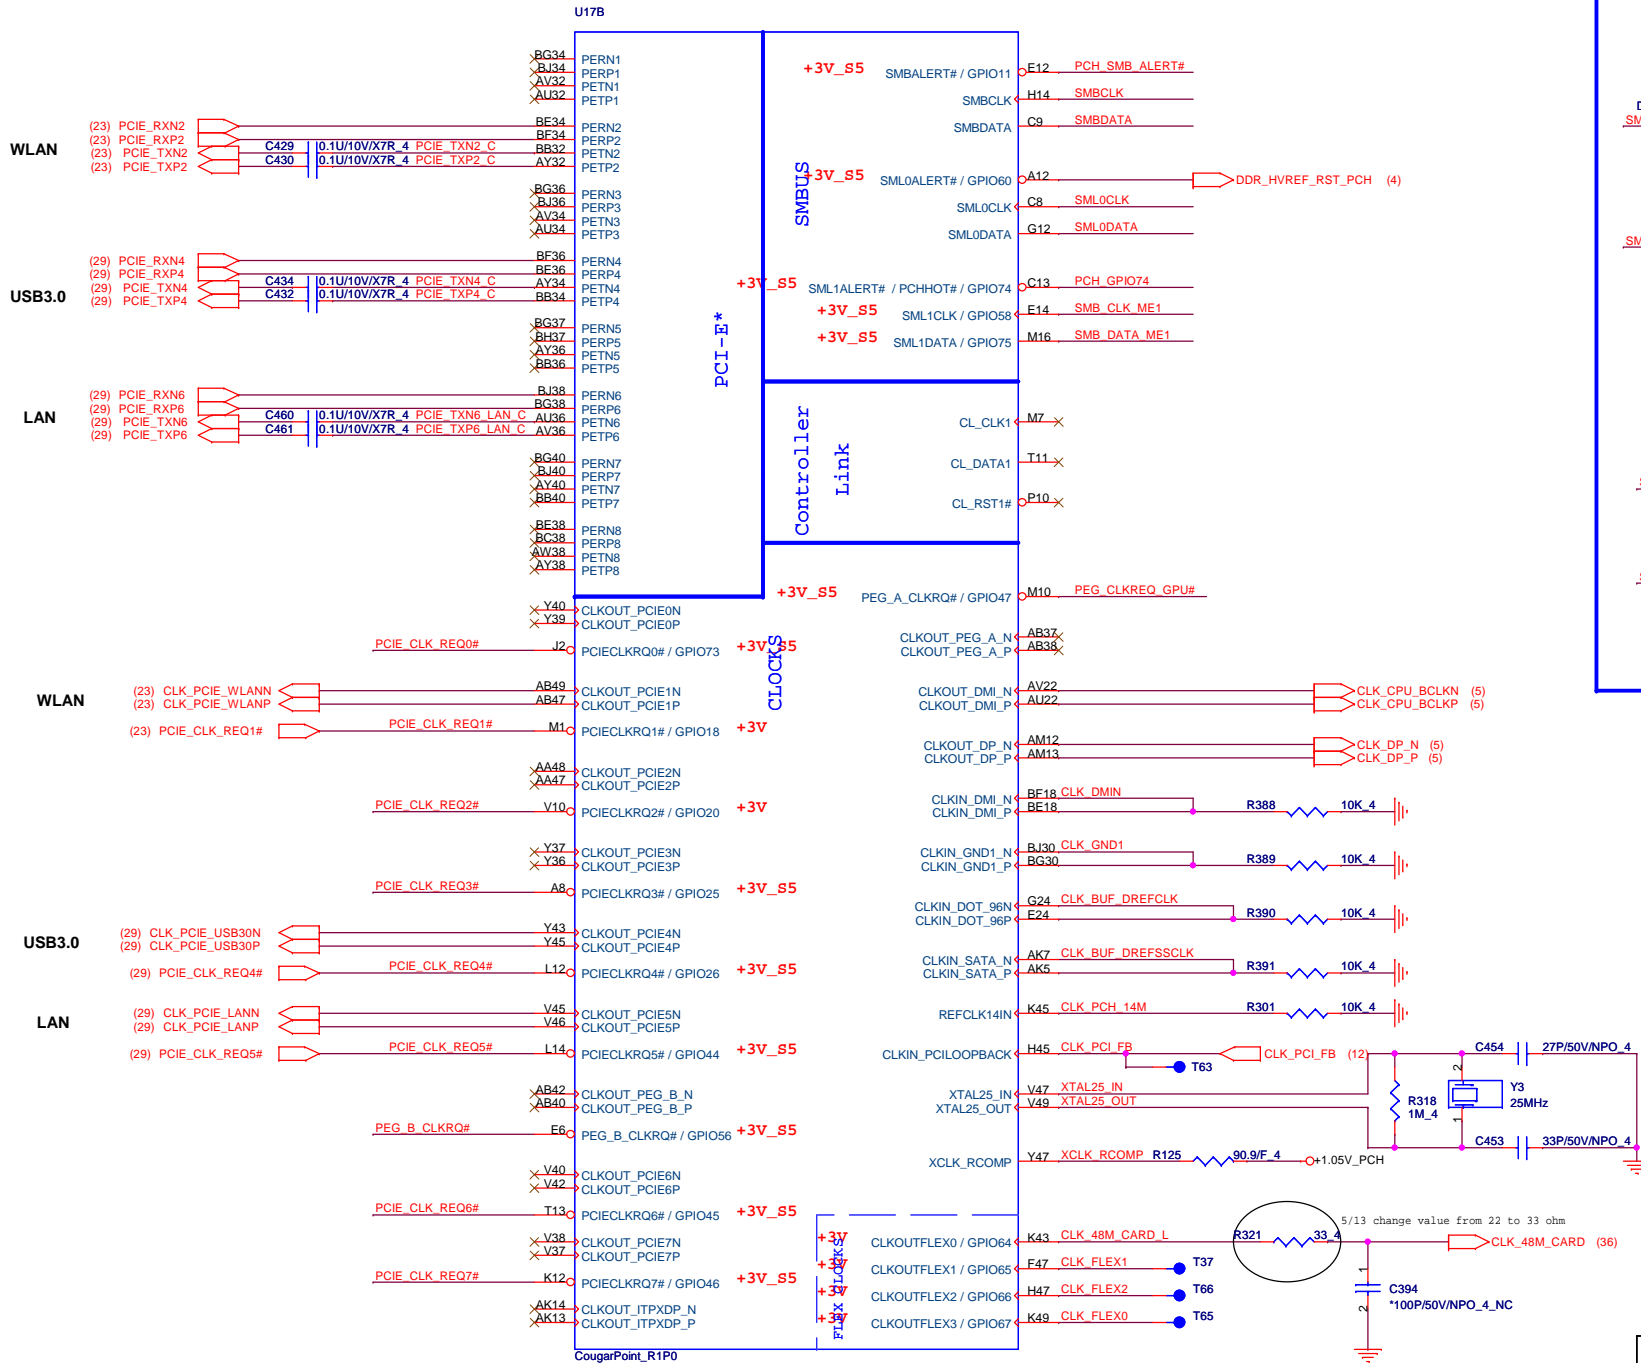 U17B
WLAN
(23) PCIE_RXN2
(23) PCIE_RXP2
(23) PCIE_TXN2
(23) PCIE_TXP2
C429 0.1U/10V/X7R_4 PCIE_TXN2_C
C430 0.1U/10V/X7R_4 PCIE_TXP2_C
USB3.0
(29) PCIE_RXN4
(29) PCIE_RXP4
(29) PCIE_TXN4
(29) PCIE_TXP4
C434 0.1U/10V/X7R_4 PCIE_TXN4_C
C432 0.1U/10V/X7R_4 PCIE_TXP4_C
LAN
(29) PCIE_RXN6
(29) PCIE_RXP6
(29) PCIE_TXN6
(29) PCIE_TXP6
C460 0.1U/10V/X7R_4 PCIE_TXN6_LAN_C
C461 0.1U/10V/X7R_4 PCIE_TXP6_LAN_C
BG34 PERN1
BJ34 PERP1
AV32 PETN1
AU32 PETP1
BE34 PERN2
BF34 PERP2
BB32 PETN2
AY32 PETP2
BG36 PERN3
BJ36 PERP3
AV34 PETN3
AU34 PETP3
BF36 PERN4
BE36 PERP4
AY34 PETN4
BB34 PETP4
BG37 PERN5
BH37 PERP5
AY36 PETN5
BB36 PETP5
BJ38 PERN6
BG38 PERP6
AU36 PETN6
AV36 PETP6
BG40 PERN7
BJ40 PERP7
AY40 PETN7
BB40 PETP7
BE38 PERN8
BC38 PERP8
AW38 PETN8
AY38 PETP8
PCI-E*
Y40 CLKOUT_PCIE0N
Y39 CLKOUT_PCIE0P
PCIE_CLK_REQ0# J2 PCIECLKRQ0# / GPIO73 +3V_S5
CLOCKS
WLAN
(23) CLK_PCIE_WLANN AB49 CLKOUT_PCIE1N
(23) CLK_PCIE_WLANP AB47 CLKOUT_PCIE1P
(23) PCIE_CLK_REQ1# PCIE_CLK_REQ1# M1 PCIECLKRQ1# / GPIO18 +3V
AA48 CLKOUT_PCIE2N
AA47 CLKOUT_PCIE2P
PCIE_CLK_REQ2# V10 PCIECLKRQ2# / GPIO20 +3V
Y37 CLKOUT_PCIE3N
Y36 CLKOUT_PCIE3P
PCIE_CLK_REQ3# A8 PCIECLKRQ3# / GPIO25 +3V_S5
USB3.0
(29) CLK_PCIE_USB30N Y43 CLKOUT_PCIE4N
(29) CLK_PCIE_USB30P Y45 CLKOUT_PCIE4P
(29) PCIE_CLK_REQ4# PCIE_CLK_REQ4# L12 PCIECLKRQ4# / GPIO26 +3V_S5
LAN
(29) CLK_PCIE_LANN V45 CLKOUT_PCIE5N
(29) CLK_PCIE_LANP V46 CLKOUT_PCIE5P
(29) PCIE_CLK_REQ5# PCIE_CLK_REQ5# L14 PCIECLKRQ5# / GPIO44 +3V_S5
AB42 CLKOUT_PEG_B_N
AB40 CLKOUT_PEG_B_P
PEG_B_CLKRQ# E6 PEG_B_CLKRQ# / GPIO56 +3V_S5
V40 CLKOUT_PCIE6N
V42 CLKOUT_PCIE6P
PCIE_CLK_REQ6# T13 PCIECLKRQ6# / GPIO45 +3V_S5
V38 CLKOUT_PCIE7N
V37 CLKOUT_PCIE7P
PCIE_CLK_REQ7# K12 PCIECLKRQ7# / GPIO46 +3V_S5
AK14 CLKOUT_ITPXDP_N
AK13 CLKOUT_ITPXDP_P
CougarPoint_R1P0
SMBUS
+3V_S5 SMBALERT# / GPIO11 E12 PCH_SMB_ALERT#
SMBCLK H14 SMBCLK
SMBDATA C9 SMBDATA
+3V_S5 SML0ALERT# / GPIO60 A12 DDR_HVREF_RST_PCH (4)
SML0CLK C8 SML0CLK
SML0DATA G12 SML0DATA
+3V_S5 SML1ALERT# / PCHHOT# / GPIO74 C13 PCH_GPIO74
+3V_S5 SML1CLK / GPIO58 E14 SMB_CLK_ME1
+3V_S5 SML1DATA / GPIO75 M16 SMB_DATA_ME1
Controller
Link
CL_CLK1 M7
CL_DATA1 T11
CL_RST1# P10
+3V_S5 PEG_A_CLKRQ# / GPIO47 M10 PEG_CLKREQ_GPU#
CLKOUT_PEG_A_N AB37
CLKOUT_PEG_A_P AB38
CLKOUT_DMI_N AV22 CLK_CPU_BCLKN (5)
CLKOUT_DMI_P AU22 CLK_CPU_BCLKP (5)
CLKOUT_DP_N AM12 CLK_DP_N (5)
CLKOUT_DP_P AM13 CLK_DP_P (5)
CLKIN_DMI_N BF18 CLK_DMIN
CLKIN_DMI_P BE18 R388 10K_4
CLKIN_GND1_N BJ30 CLK_GND1
CLKIN_GND1_P BG30 R389 10K_4
CLKIN_DOT_96N G24 CLK_BUF_DREFCLK
CLKIN_DOT_96P E24 R390 10K_4
CLKIN_SATA_N AK7 CLK_BUF_DREFSSCLK
CLKIN_SATA_P AK5 R391 10K_4
REFCLK14IN K45 CLK_PCH_14M R301 10K_4
CLKIN_PCILOOPBACK H45 CLK_PCI_FB CLK_PCI_FB (12)
T63
XTAL25_IN V47 XTAL25_IN
XTAL25_OUT V49 XTAL25_OUT
C454 27P/50V/NPO_4
R318
1M_4
2
1
Y3
25MHz
C453 33P/50V/NPO_4
XCLK_RCOMP Y47 XCLK_RCOMP R125 90.9/F_4 +1.05V_PCH
5/13 change value from 22 to 33 ohm
FLEX CLOCKS
+3V CLKOUTFLEX0 / GPIO64 K43 CLK_48M_CARD_L R321 33_4 CLK_48M_CARD (36)
+3V CLKOUTFLEX1 / GPIO65 F47 CLK_FLEX1 T37
+3V CLKOUTFLEX2 / GPIO66 H47 CLK_FLEX2 T66
+3V CLKOUTFLEX3 / GPIO67 K49 CLK_FLEX0 T65
1
2
C394
*100P/50V/NPO_4_NC
SM
SM